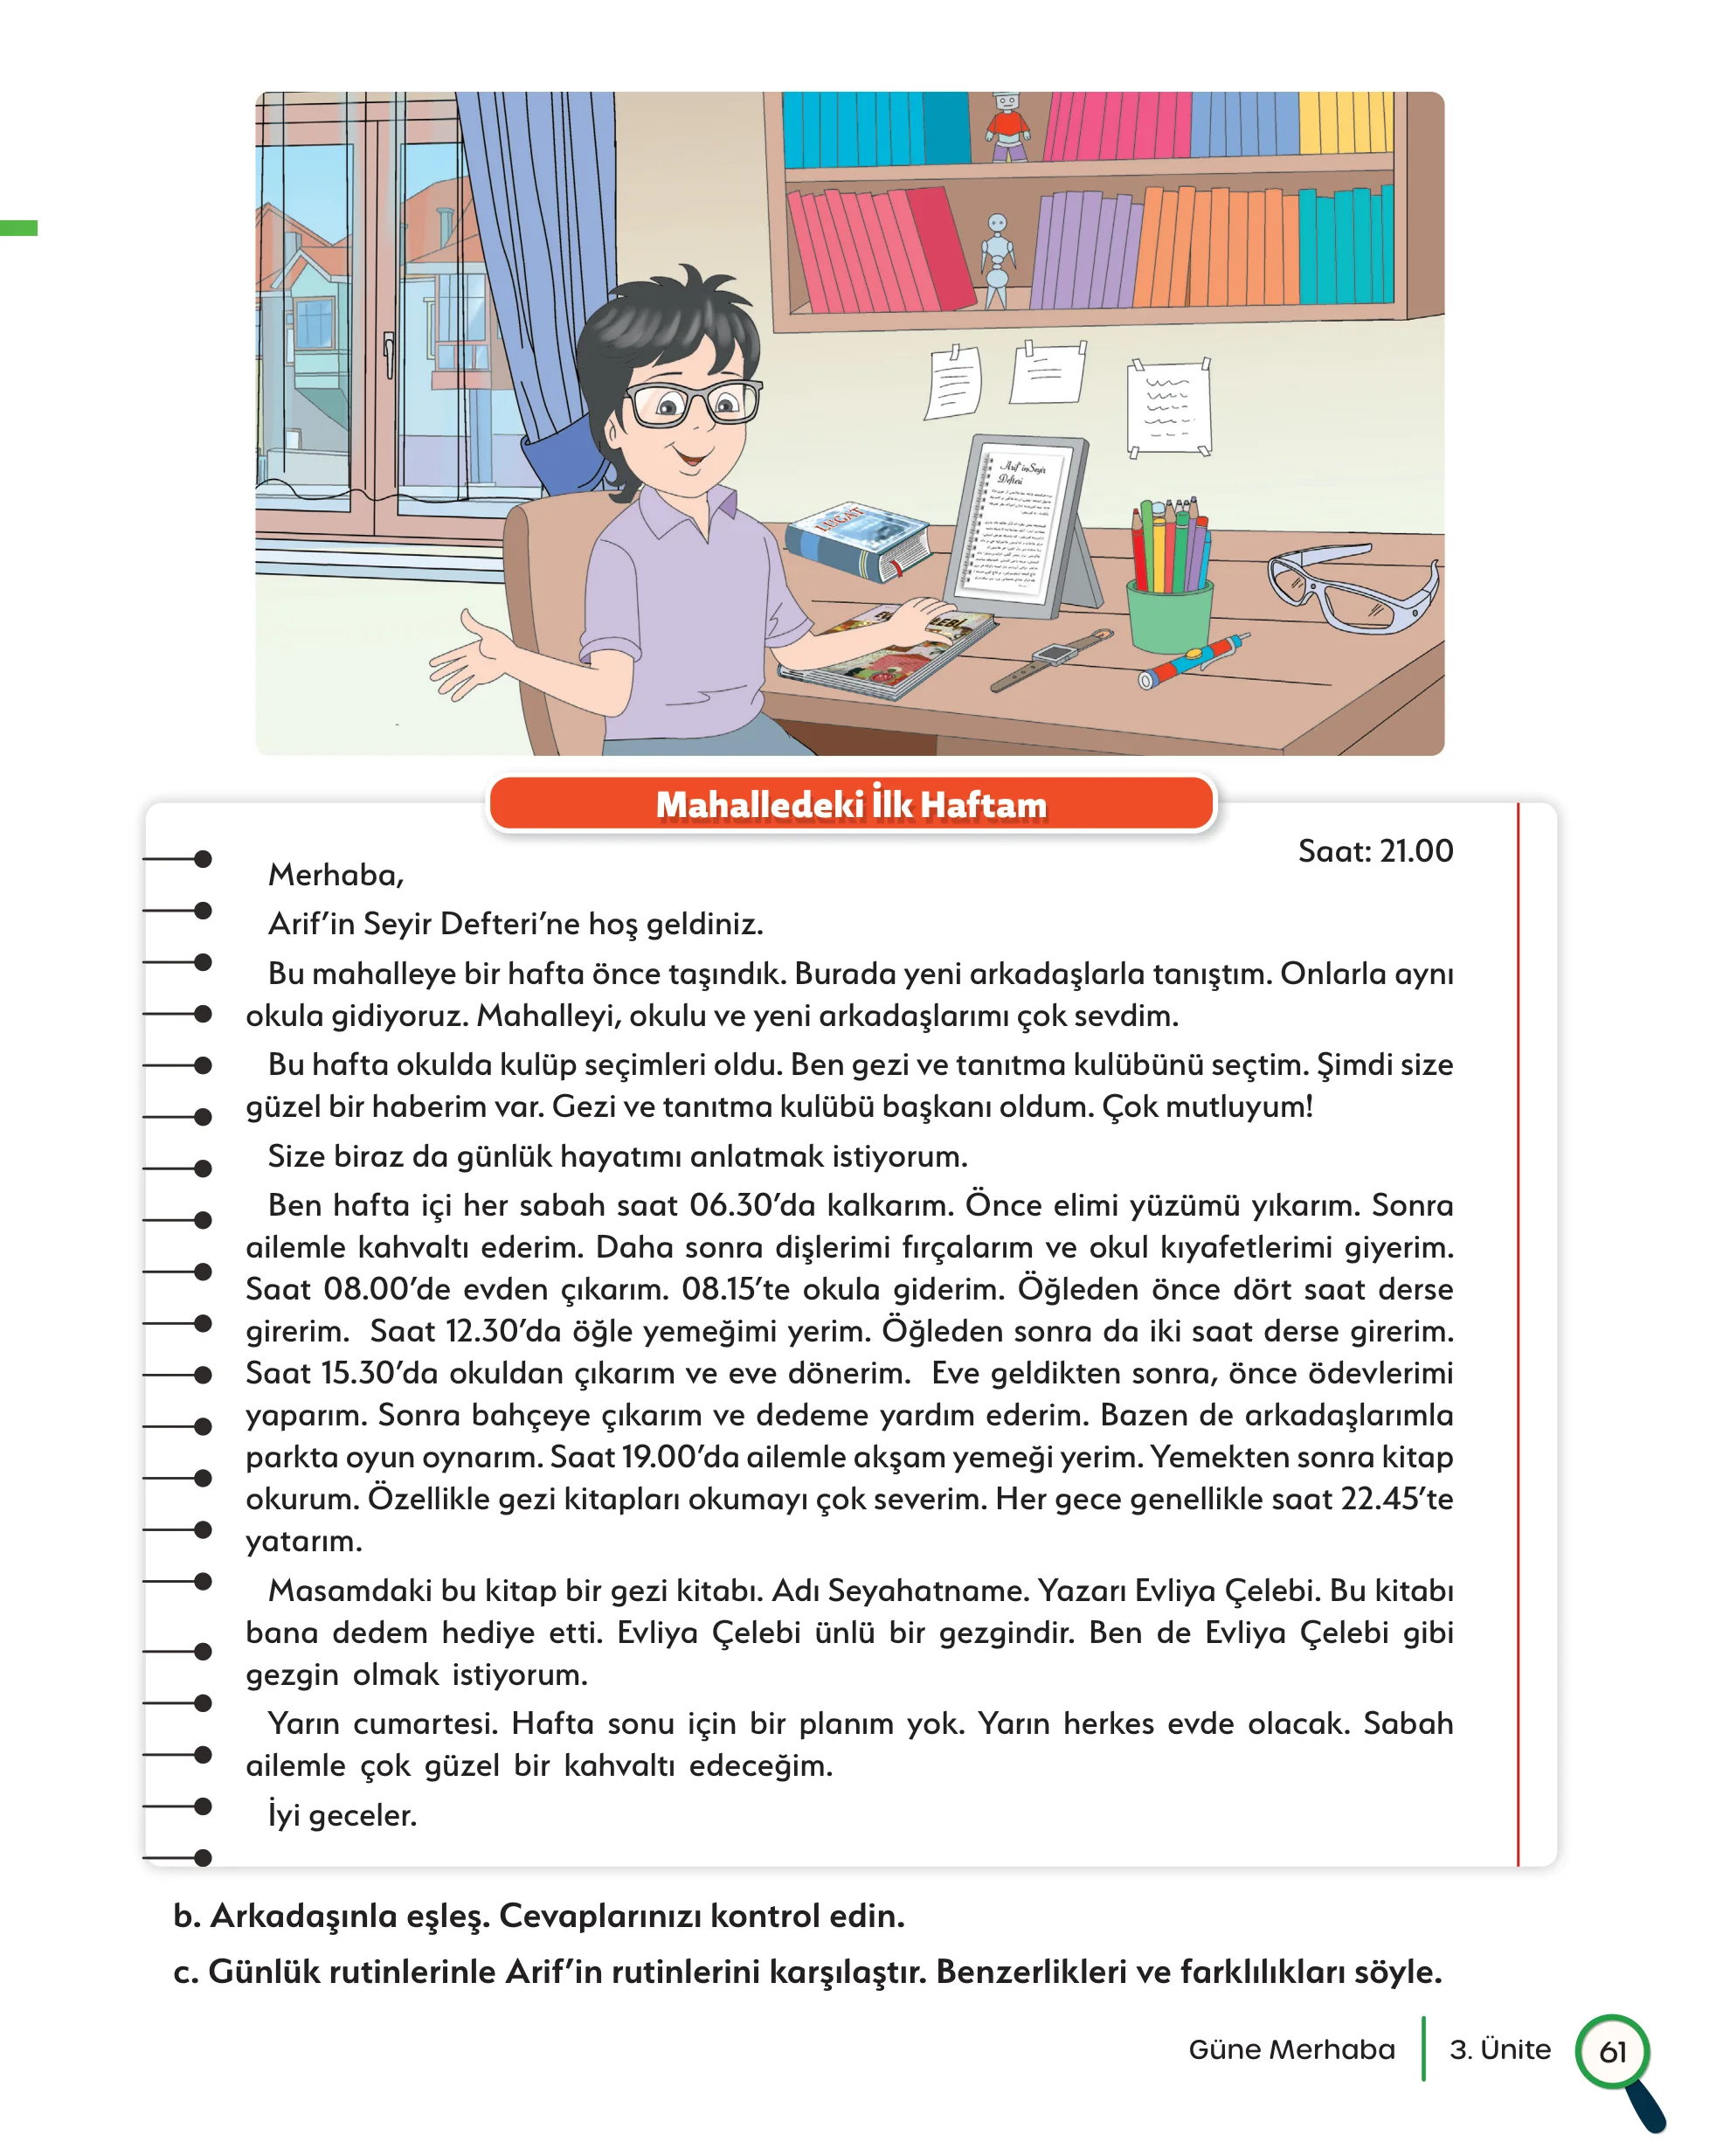 LUGAT
Arif'in Seyir
Defteri
EBİ
Mahalledeki İlk Haftam
Saat: 21.00
Merhaba,
Arif’in Seyir Defteri’ne hoş geldiniz.
Bu mahalleye bir hafta önce taşındık. Burada yeni arkadaşlarla tanıştım. Onlarla aynı
okula gidiyoruz. Mahalleyi, okulu ve yeni arkadaşlarımı çok sevdim.
Bu hafta okulda kulüp seçimleri oldu. Ben gezi ve tanıtma kulübünü seçtim. Şimdi size
güzel bir haberim var. Gezi ve tanıtma kulübü başkanı oldum. Çok mutluyum!
Size biraz da günlük hayatımı anlatmak istiyorum.
Ben hafta içi her sabah saat 06.30’da kalkarım. Önce elimi yüzümü yıkarım. Sonra
ailemle kahvaltı ederim. Daha sonra dişlerimi fırçalarım ve okul kıyafetlerimi giyerim.
Saat 08.00’de evden çıkarım. 08.15’te okula giderim. Öğleden önce dört saat derse
girerim. Saat 12.30’da öğle yemeğimi yerim. Öğleden sonra da iki saat derse girerim.
Saat 15.30’da okuldan çıkarım ve eve dönerim. Eve geldikten sonra, önce ödevlerimi
yaparım. Sonra bahçeye çıkarım ve dedeme yardım ederim. Bazen de arkadaşlarımla
parkta oyun oynarım. Saat 19.00’da ailemle akşam yemeği yerim. Yemekten sonra kitap
okurum. Özellikle gezi kitapları okumayı çok severim. Her gece genellikle saat 22.45’te
yatarım.
Masamdaki bu kitap bir gezi kitabı. Adı Seyahatname. Yazarı Evliya Çelebi. Bu kitabı
bana dedem hediye etti. Evliya Çelebi ünlü bir gezgindir. Ben de Evliya Çelebi gibi
gezgin olmak istiyorum.
Yarın cumartesi. Hafta sonu için bir planım yok. Yarın herkes evde olacak. Sabah
ailemle çok güzel bir kahvaltı edeceğim.
İyi geceler.
b. Arkadaşınla eşleş. Cevaplarınızı kontrol edin.
c. Günlük rutinlerinle Arif’in rutinlerini karşılaştır. Benzerlikleri ve farklılıkları söyle.
Güne Merhaba
3. Ünite
61